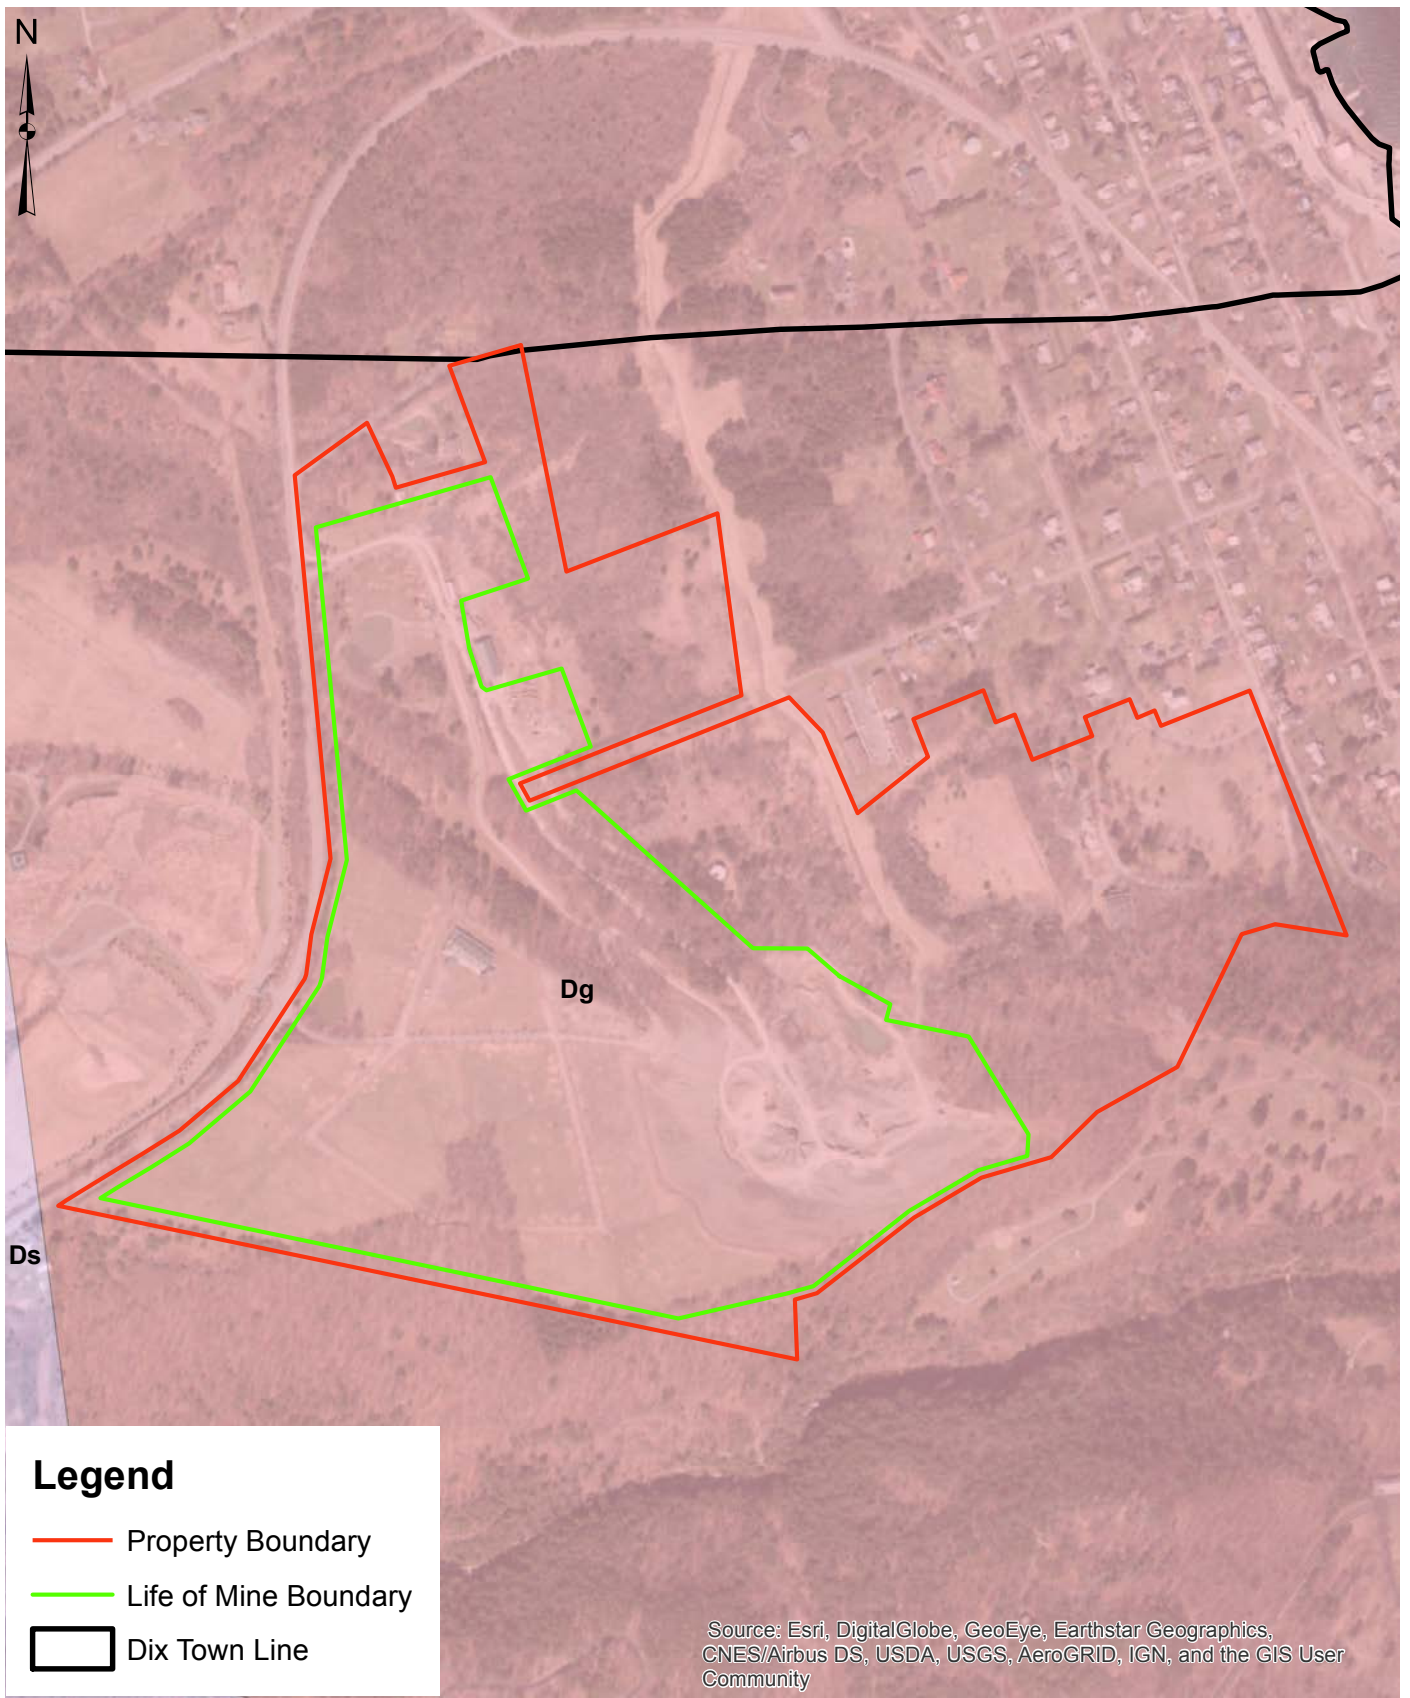 N
Dg
Ds
Legend
Property Boundary
Life of Mine Boundary
Dix Town Line
Source: Esri, DigitalGlobe, GeoEye, Earthstar Geographics,
CNES/Airbus DS, USDA, USGS, AeroGRID, IGN, and the GIS User
Community